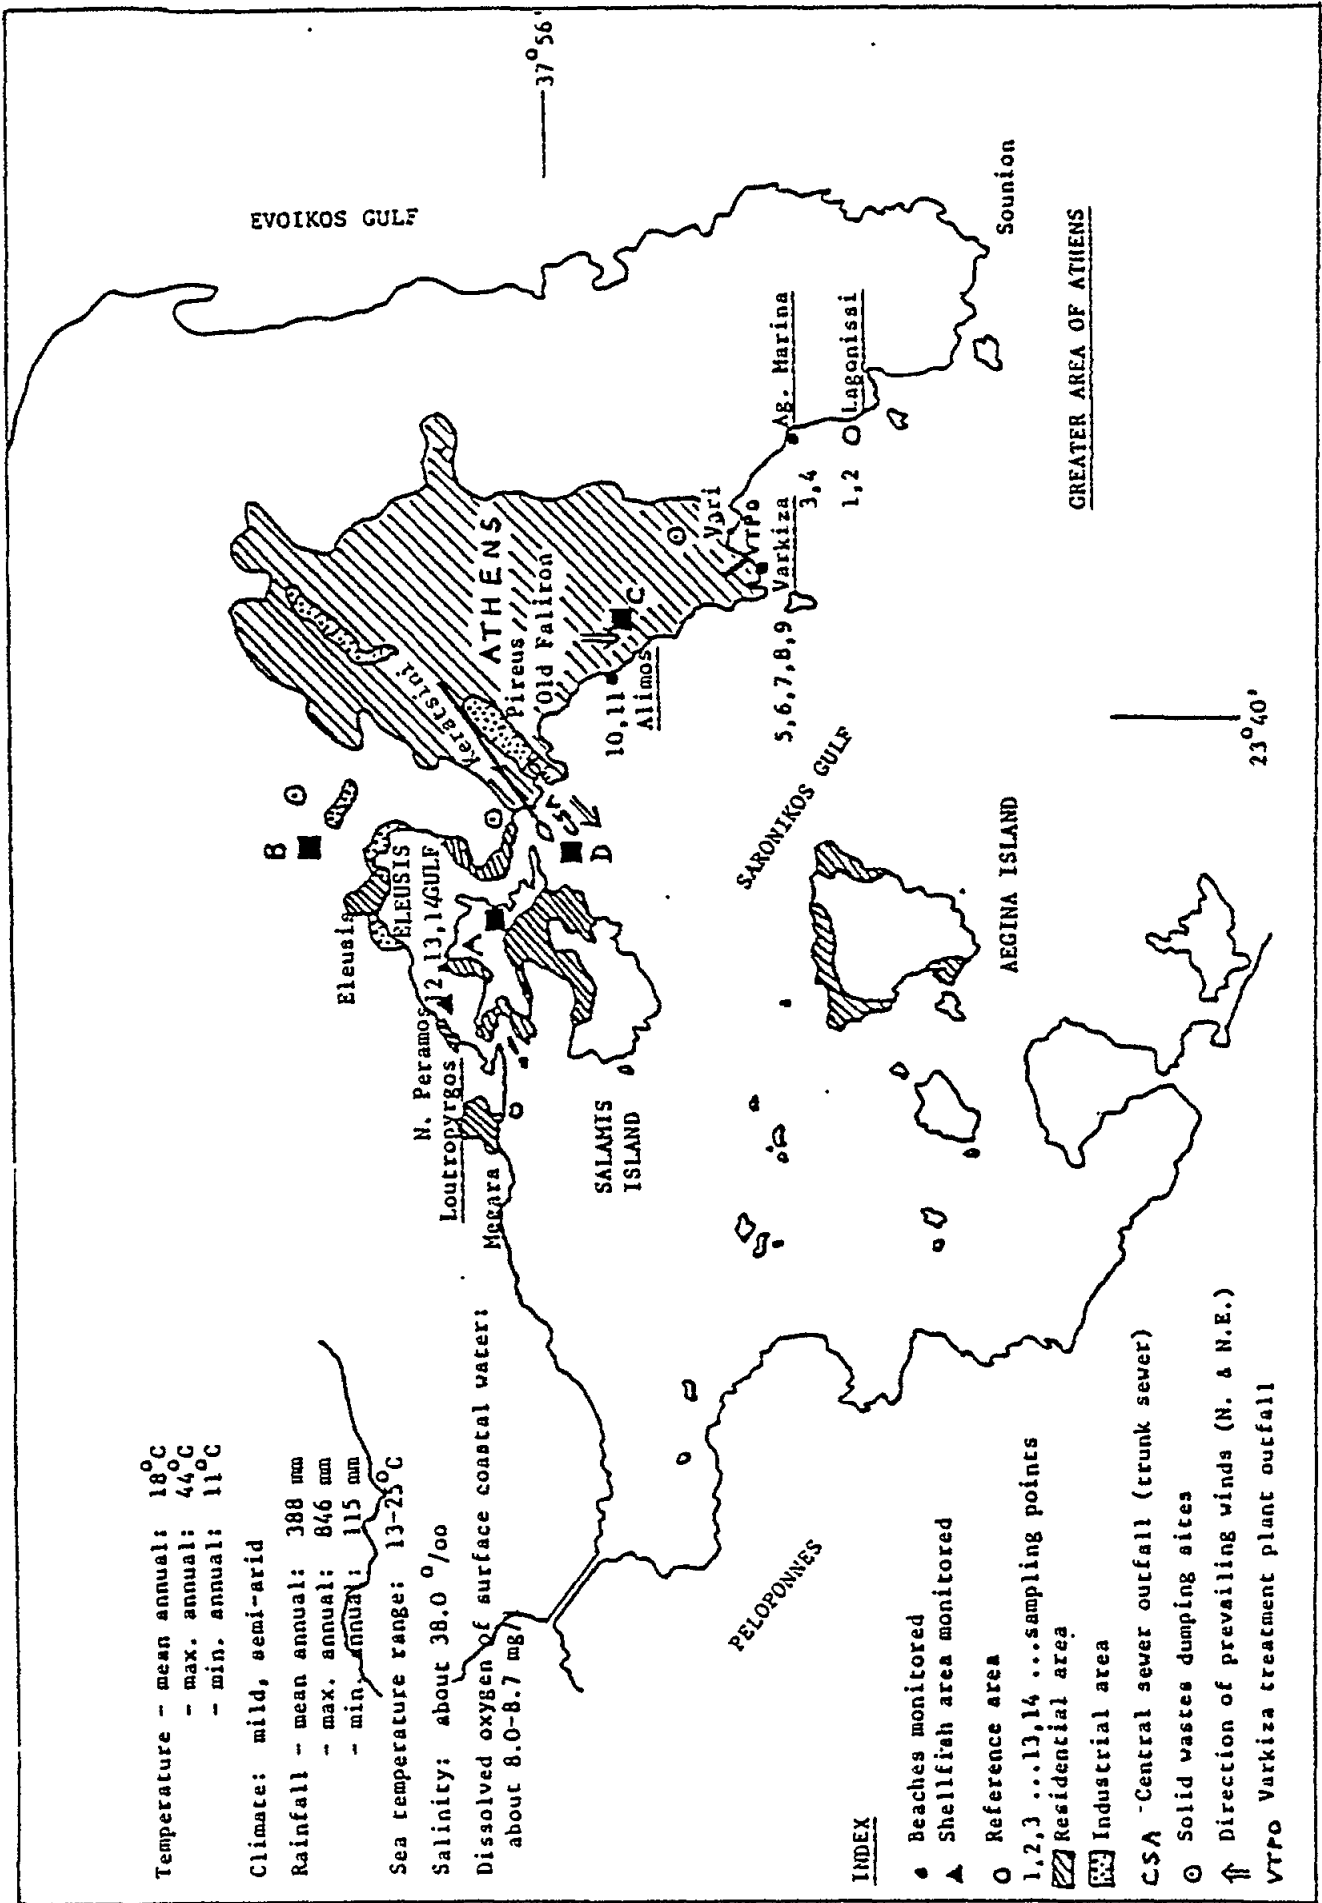 Temperature - mean annual: 18°C
- max. annual: 44°C
- min. annual: 11°C
Climate: mild, semi-arid
Rainfall - mean annual: 388 mm
- max. annual: 846 mm
- min. annual: 115 mm
Sea temperature range: 13-25°C
Salinity: about 38.0 °/oo
Dissolved oxygen of surface coastal water:
about 8.0-8.7 mg/
EVOIKOS GULF
37°56'
B
Eleusis
ELEUSIS
GULF
12, 13, 14
N. Peramos
Loutropyrgos
Megara
A
Keratsini
ATHENS
Pireus
Old Faliron
C
D
10,11
Alimos
Vari
VTPO
Varkiza
5,6,7,8,9
Ag. Marina
3,4
Lagonissi
1,2
Sounion
SALAMIS
ISLAND
SARONIKOS GULF
AEGINA ISLAND
PELOPONNES
23°40'
GREATER AREA OF ATHENS
INDEX
Beaches monitored
Shellfish area monitored
Reference area
1,2,3 ...13,14 ...sampling points
Residential area
Industrial area
CSA -Central sewer outfall (trunk sewer)
Solid wastes dumping sites
Direction of prevailing winds (N. & N.E.)
VTPO Varkiza treatment plant outfall